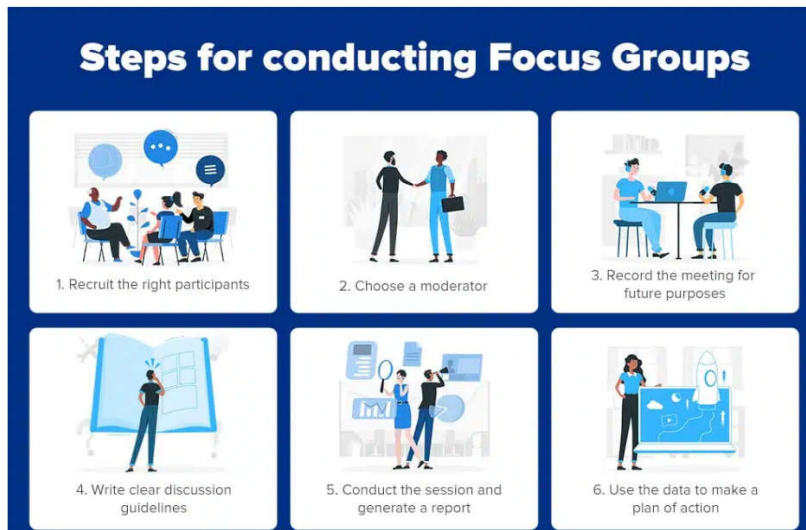 Steps for conducting Focus Groups
1. Recruit the right participants
2. Choose a moderator
3. Record the meeting for
future purposes
4. Write clear discussion
guidelines
5. Conduct the session and
generate a report
6. Use the data to make a
plan of action